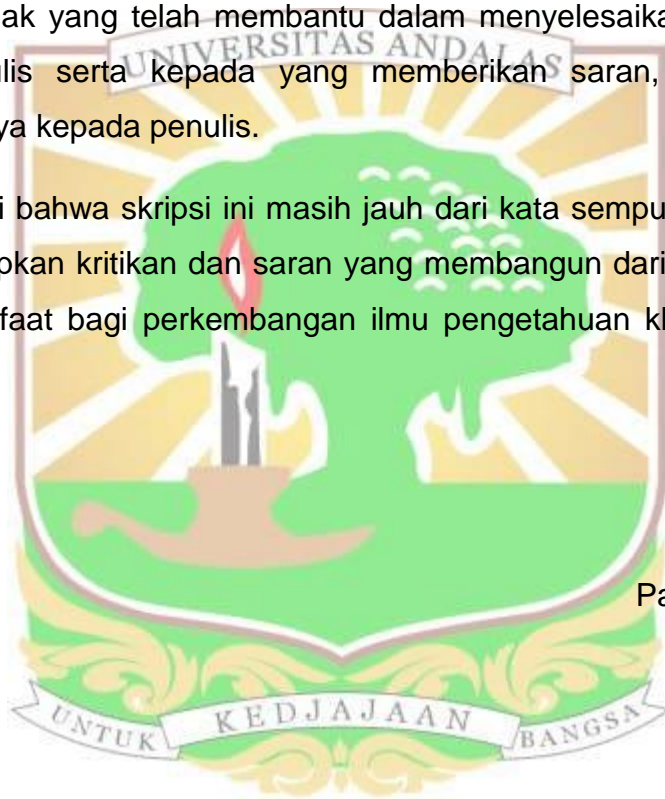 ak yang telah membantu dalam menyelesaika
UNIVERSITAS ANDALAS
ulis serta kepada yang memberikan saran,
ya kepada penulis.
i bahwa skripsi ini masih jauh dari kata sempu
pkan kritikan dan saran yang membangun dari
faat bagi perkembangan ilmu pengetahuan kh
Pa
UNTUK KEDJAJAAN BANGSA